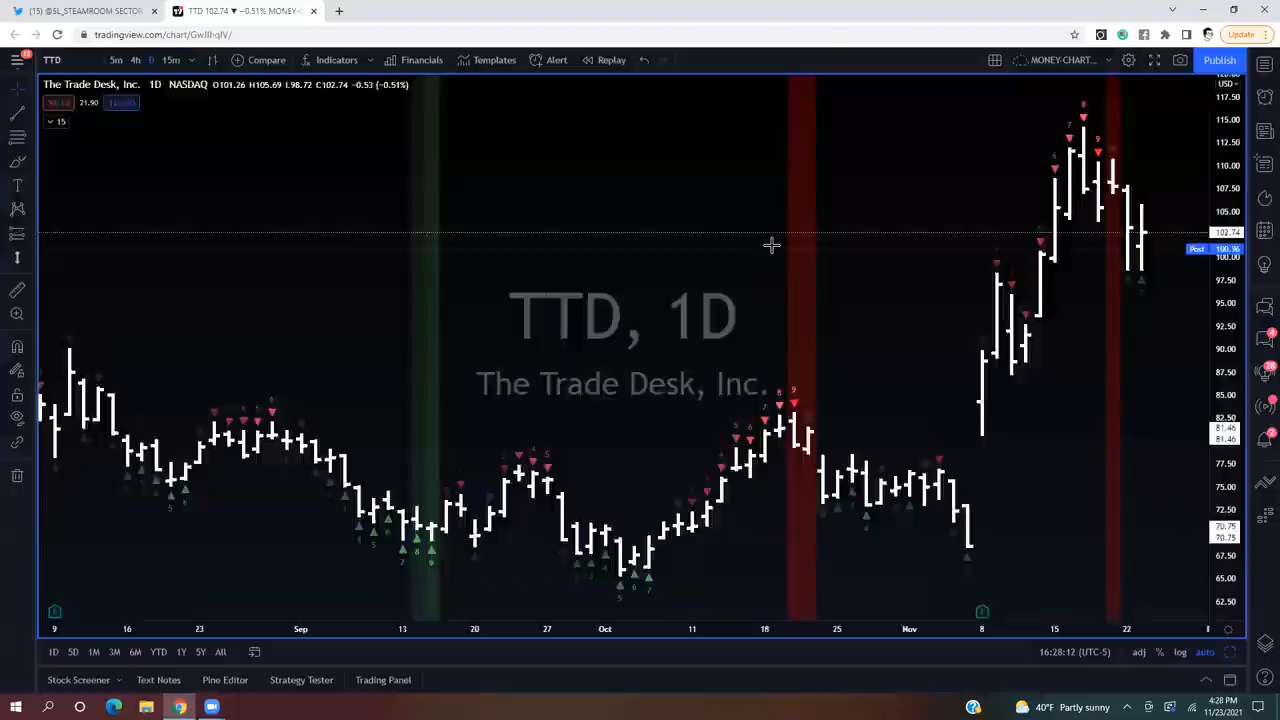 (15) @SL_STEAMROOM SECTOR
TTD 102.74 ▼ −0.51% MONEY-
tradingview.com/chart/GwJIhqIV/
Update
TTD
5m 4h D 15m
Compare
Indicators
Financials
Templates
Alert
Replay
MONEY-CHART...
Publish
The Trade Desk, Inc. 1D NASDAQ O101.26 H105.69 L98.72 C102.74 −0.53 (−0.51%)
21.90
15
USD
117.50
115.00
112.50
110.00
107.50
105.00
102.74
Post 100.96
100.00
97.50
95.00
92.50
90.00
87.50
85.00
82.50
81.46
81.46
77.50
75.00
72.50
70.75
70.75
67.50
65.00
62.50
TTD, 1D
The Trade Desk, Inc.
9 16 23 Sep 13 20 27 Oct 11 18 25 Nov 8 15 22
1D 5D 1M 3M 6M YTD 1Y 5Y All
16:28:12 (UTC-5)
adj % log auto
Stock Screener
Text Notes
Pine Editor
Strategy Tester
Trading Panel
40°F Partly sunny
4:28 PM
11/23/2021